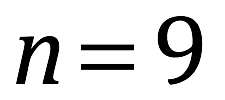 n = 9